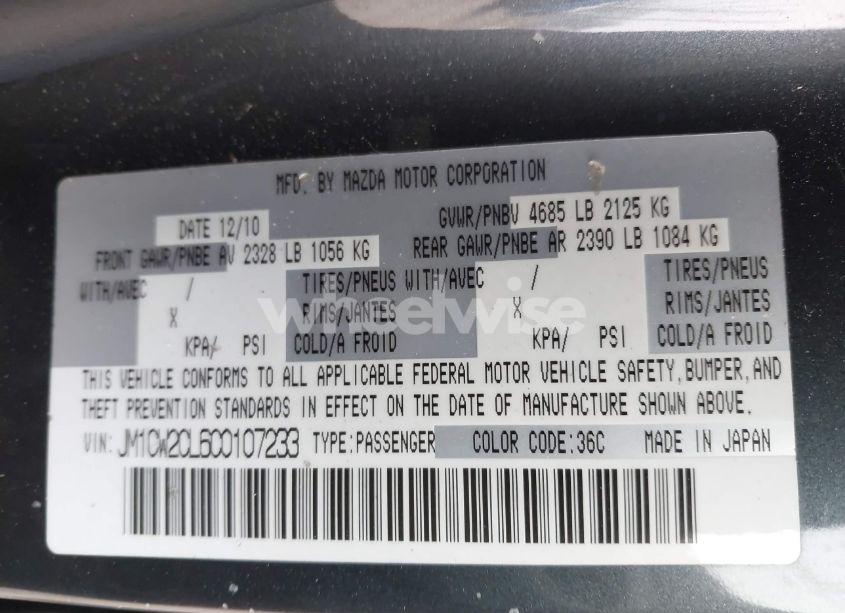 MFD. BY MAZDA MOTOR CORPORATION
DATE 12/10 GVWR/PNBV 4685 LB 2125 KG
FRONT GAWR/PNBE AV 2328 LB 1056 KG REAR GAWR/PNBE AR 2390 LB 1084 KG
WITH/AVEC / TIRES/PNEUS WITH/AVEC / TIRES/PNEUS
X RIMS/JANTES X RIMS/JANTES
KPA/ PSI COLD/A FROID KPA/ PSI COLD/A FROID
wheelwise
THIS VEHICLE CONFORMS TO ALL APPLICABLE FEDERAL MOTOR VEHICLE SAFETY, BUMPER, AND
THEFT PREVENTION STANDARDS IN EFFECT ON THE DATE OF MANUFACTURE SHOWN ABOVE.
VIN: JM1CW2CL6C0107233 TYPE:PASSENGER COLOR CODE:36C MADE IN JAPAN